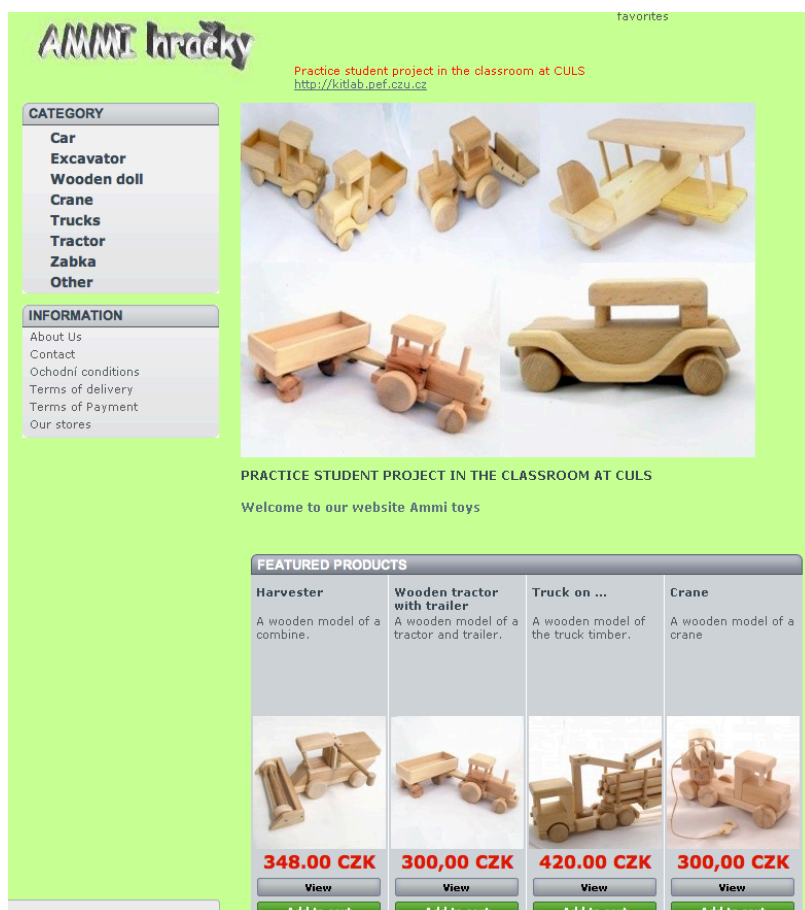 favorites
AMMI hračky
Practice student project in the classroom at CULS
http://kitlab.pef.czu.cz
CATEGORY
Car
Excavator
Wooden doll
Crane
Trucks
Tractor
Zabka
Other
INFORMATION
About Us
Contact
Ochodní conditions
Terms of delivery
Terms of Payment
Our stores
PRACTICE STUDENT PROJECT IN THE CLASSROOM AT CULS
Welcome to our website Ammi toys
FEATURED PRODUCTS
Harvester
A wooden model of a
combine.
348.00 CZK
View
Wooden tractor
with trailer
A wooden model of a
tractor and trailer.
300,00 CZK
View
Truck on ...
A wooden model of
the truck timber.
420.00 CZK
View
Crane
A wooden model of a
crane
300,00 CZK
View